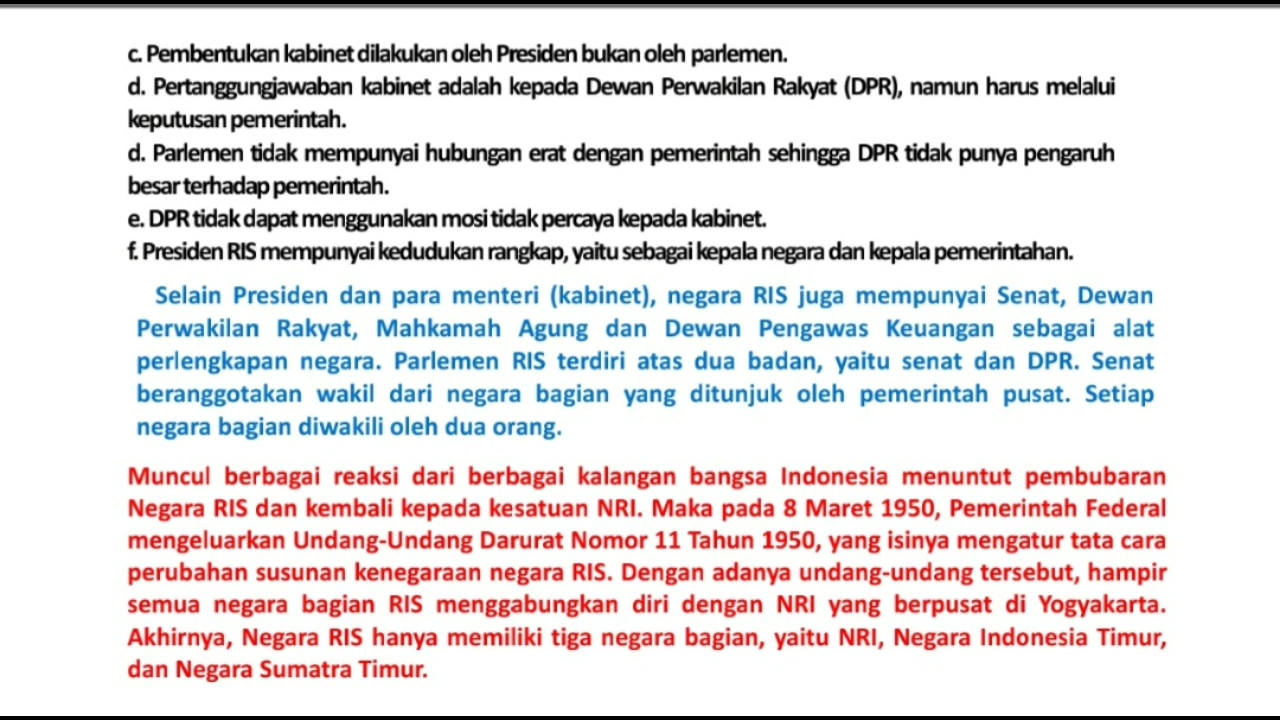 c. Pembentukan kabinet dilakukan oleh Presiden bukan oleh parlemen.
d. Pertanggungjawaban kabinet adalah kepada Dewan Perwakilan Rakyat (DPR), namun harus melalui
keputusan pemerintah.
d. Parlemen tidak mempunyai hubungan erat dengan pemerintah sehingga DPR tidak punya pengaruh
besar terhadap pemerintah.
e. DPR tidak dapat menggunakan mosi tidak percaya kepada kabinet.
f. Presiden RIS mempunyai kedudukan rangkap, yaitu sebagai kepala negara dan kepala pemerintahan.
Selain Presiden dan para menteri (kabinet), negara RIS juga mempunyai Senat, Dewan
Perwakilan Rakyat, Mahkamah Agung dan Dewan Pengawas Keuangan sebagai alat
perlengkapan negara. Parlemen RIS terdiri atas dua badan, yaitu senat dan DPR. Senat
beranggotakan wakil dari negara bagian yang ditunjuk oleh pemerintah pusat. Setiap
negara bagian diwakili oleh dua orang.
Muncul berbagai reaksi dari berbagai kalangan bangsa Indonesia menuntut pembubaran
Negara RIS dan kembali kepada kesatuan NRI. Maka pada 8 Maret 1950, Pemerintah Federal
mengeluarkan Undang-Undang Darurat Nomor 11 Tahun 1950, yang isinya mengatur tata cara
perubahan susunan kenegaraan negara RIS. Dengan adanya undang-undang tersebut, hampir
semua negara bagian RIS menggabungkan diri dengan NRI yang berpusat di Yogyakarta.
Akhirnya, Negara RIS hanya memiliki tiga negara bagian, yaitu NRI, Negara Indonesia Timur,
dan Negara Sumatra Timur.